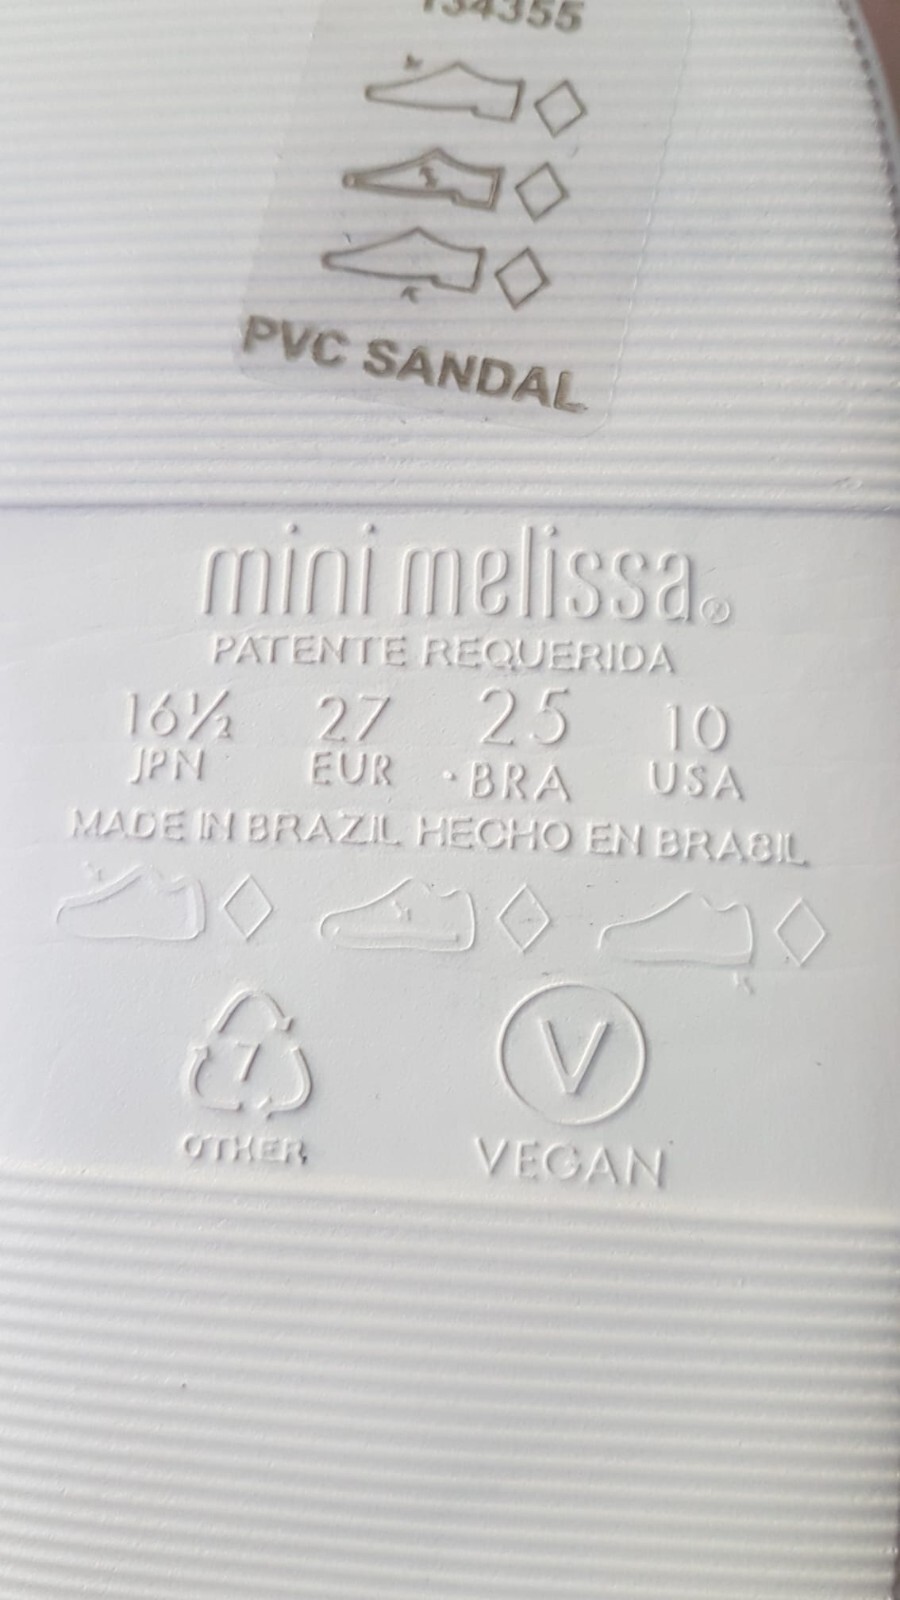 134355
PVC SANDAL
mini melissa®
PATENTE REQUERIDA
16½ 27 25 10
JPN EUR ·BRA USA
MADE IN BRAZIL HECHO EN BRASIL
7 V
OTHER VEGAN